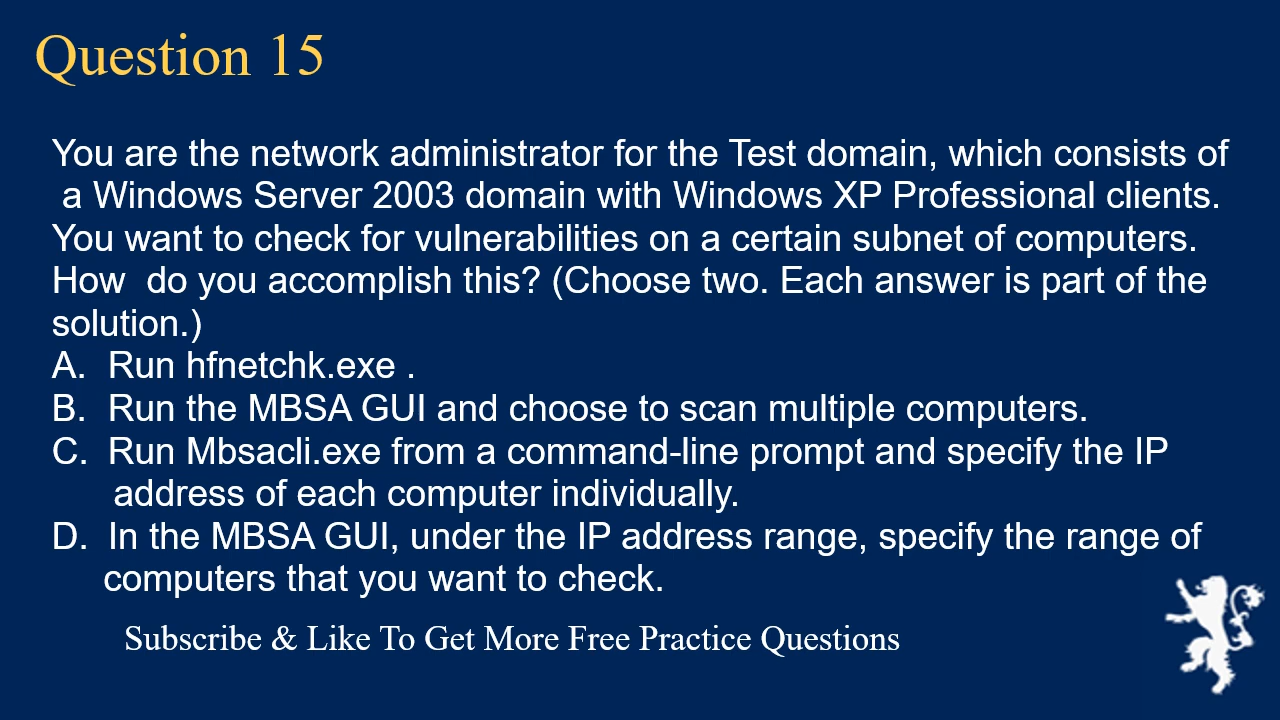 Question 15
You are the network administrator for the Test domain, which consists of
a Windows Server 2003 domain with Windows XP Professional clients.
You want to check for vulnerabilities on a certain subnet of computers.
How  do you accomplish this? (Choose two. Each answer is part of the
solution.)
A.  Run hfnetchk.exe .
B.  Run the MBSA GUI and choose to scan multiple computers.
C.  Run Mbsacli.exe from a command-line prompt and specify the IP
address of each computer individually.
D.  In the MBSA GUI, under the IP address range, specify the range of
computers that you want to check.
Subscribe & Like To Get More Free Practice Questions